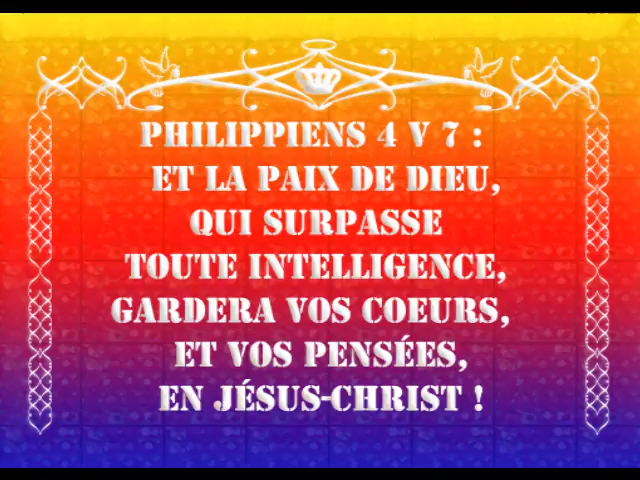 PHILIPPIENS 4 V 7 :
ET LA PAIX DE DIEU,
QUI SURPASSE
TOUTE INTELLIGENCE,
GARDERA VOS COEURS,
ET VOS PENSÉES,
EN JÉSUS-CHRIST !